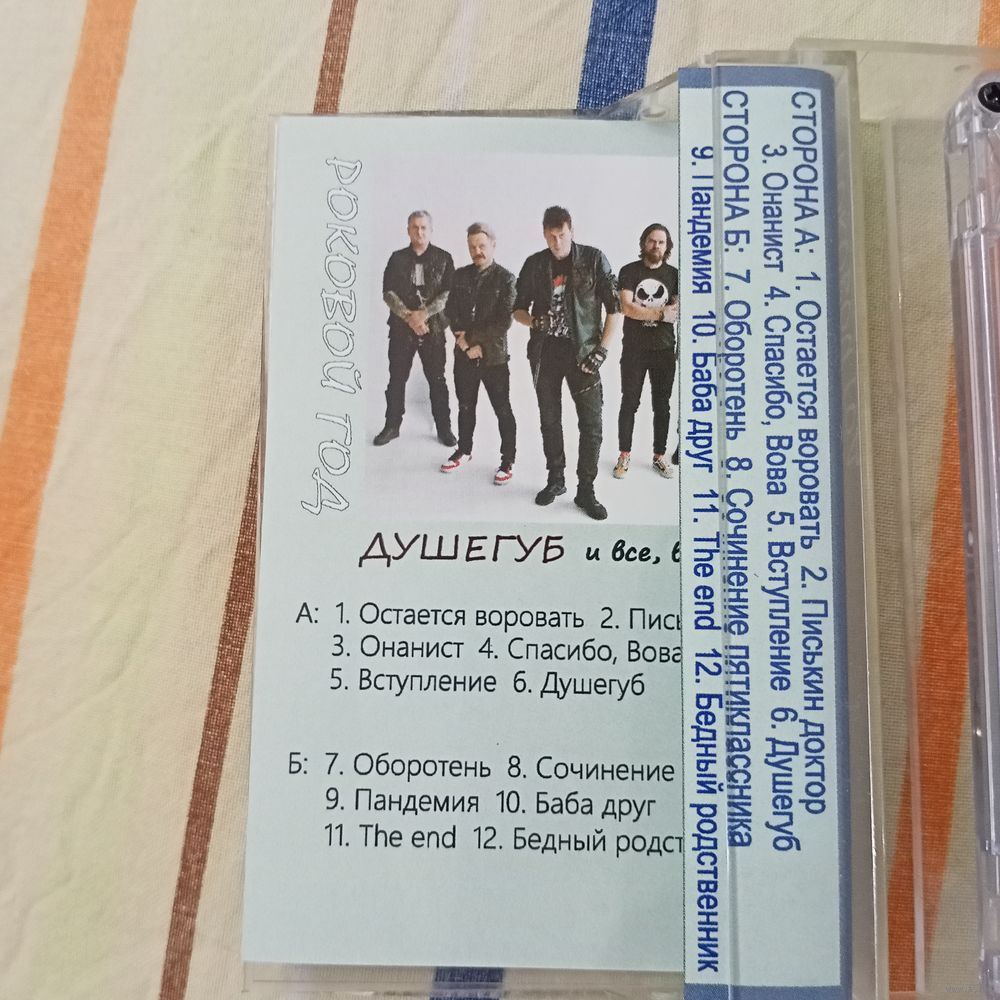 РОКОВОЙ ГОД
ДУШЕГУБ и все, в
А: 1. Остается воровать 2. Пись
3. Онанист 4. Спасибо, Вова
5. Вступление 6. Душегуб
Б: 7. Оборотень 8. Сочинение
9. Пандемия 10. Баба друг
11. The end 12. Бедный родст
СТОРОНА А: 1. Остается воровать 2. Писькин доктор
3. Онанист 4. Спасибо, Вова 5. Вступление 6. Душегуб
СТОРОНА Б: 7. Оборотень 8. Сочинение пятиклассника
9. Пандемия 10. Баба друг 11. The end 12. Бедный родственник